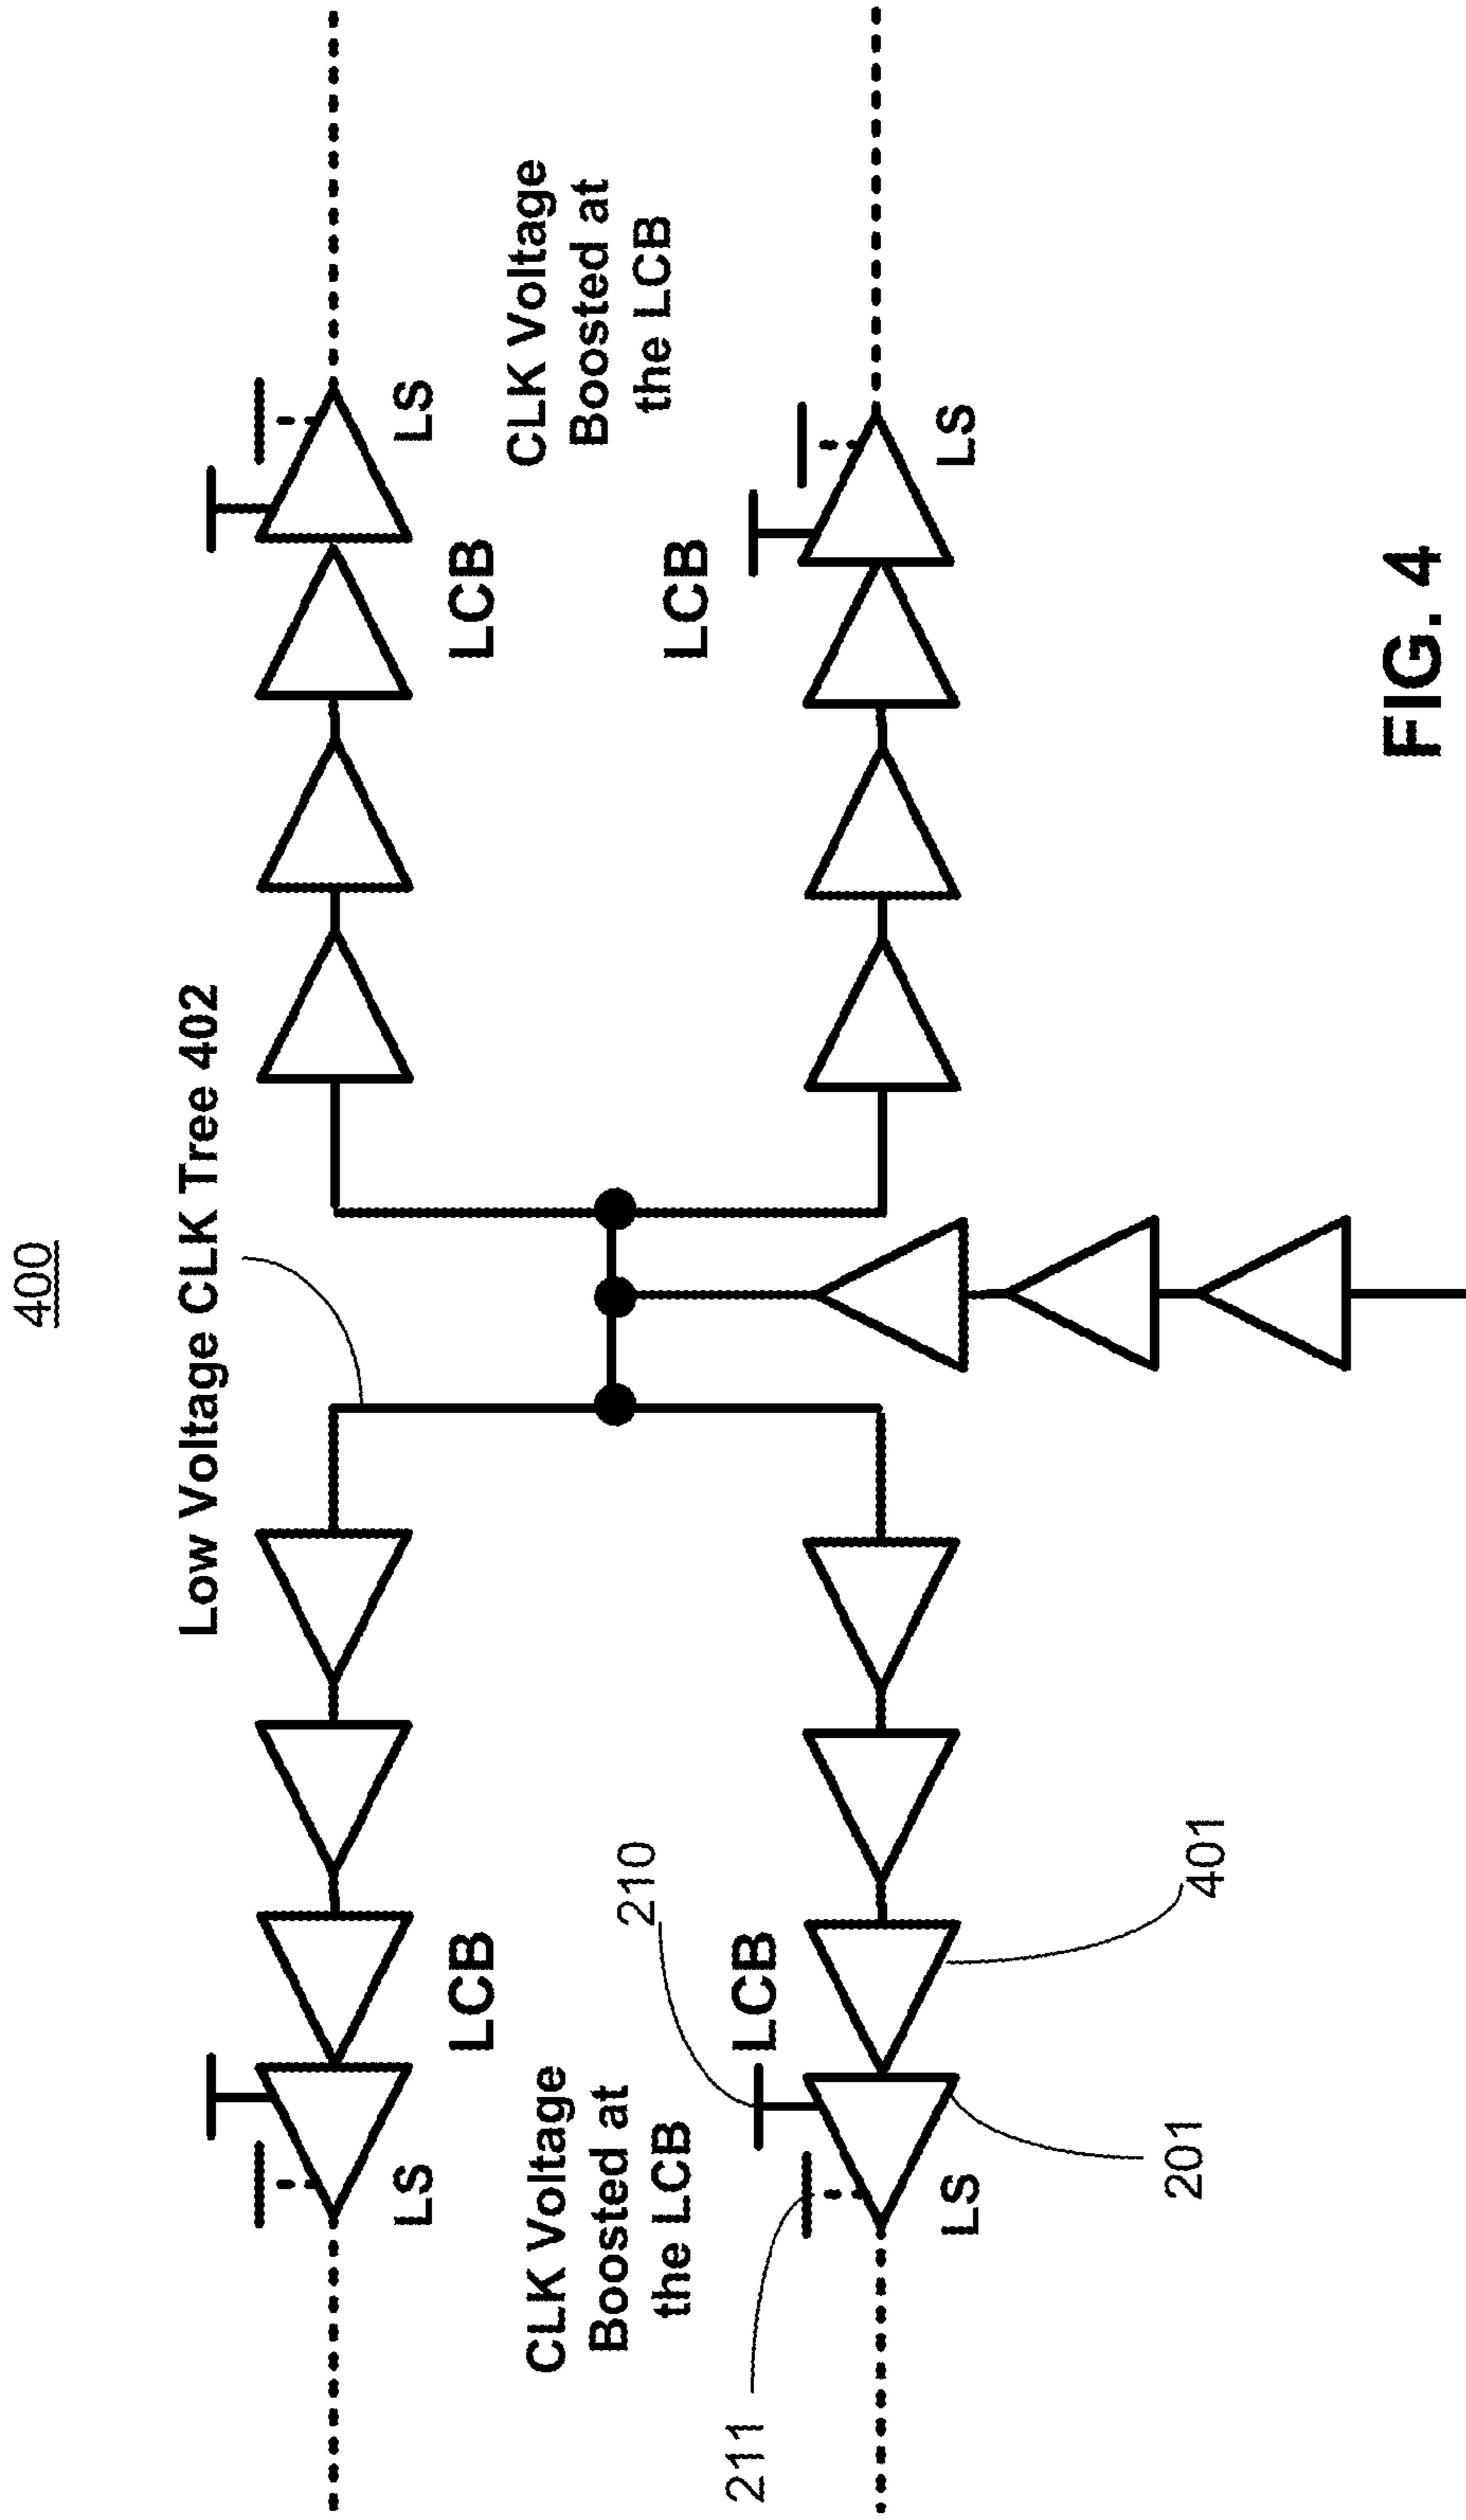 400
Low Voltage CLK Tree 402
LS
LS
LCB
LCB
CLK Voltage
Boosted at
the LCB
CLK Voltage
Boosted at
the LCB
210
LCB
LCB
211
LS
LS
201
401
FIG. 4